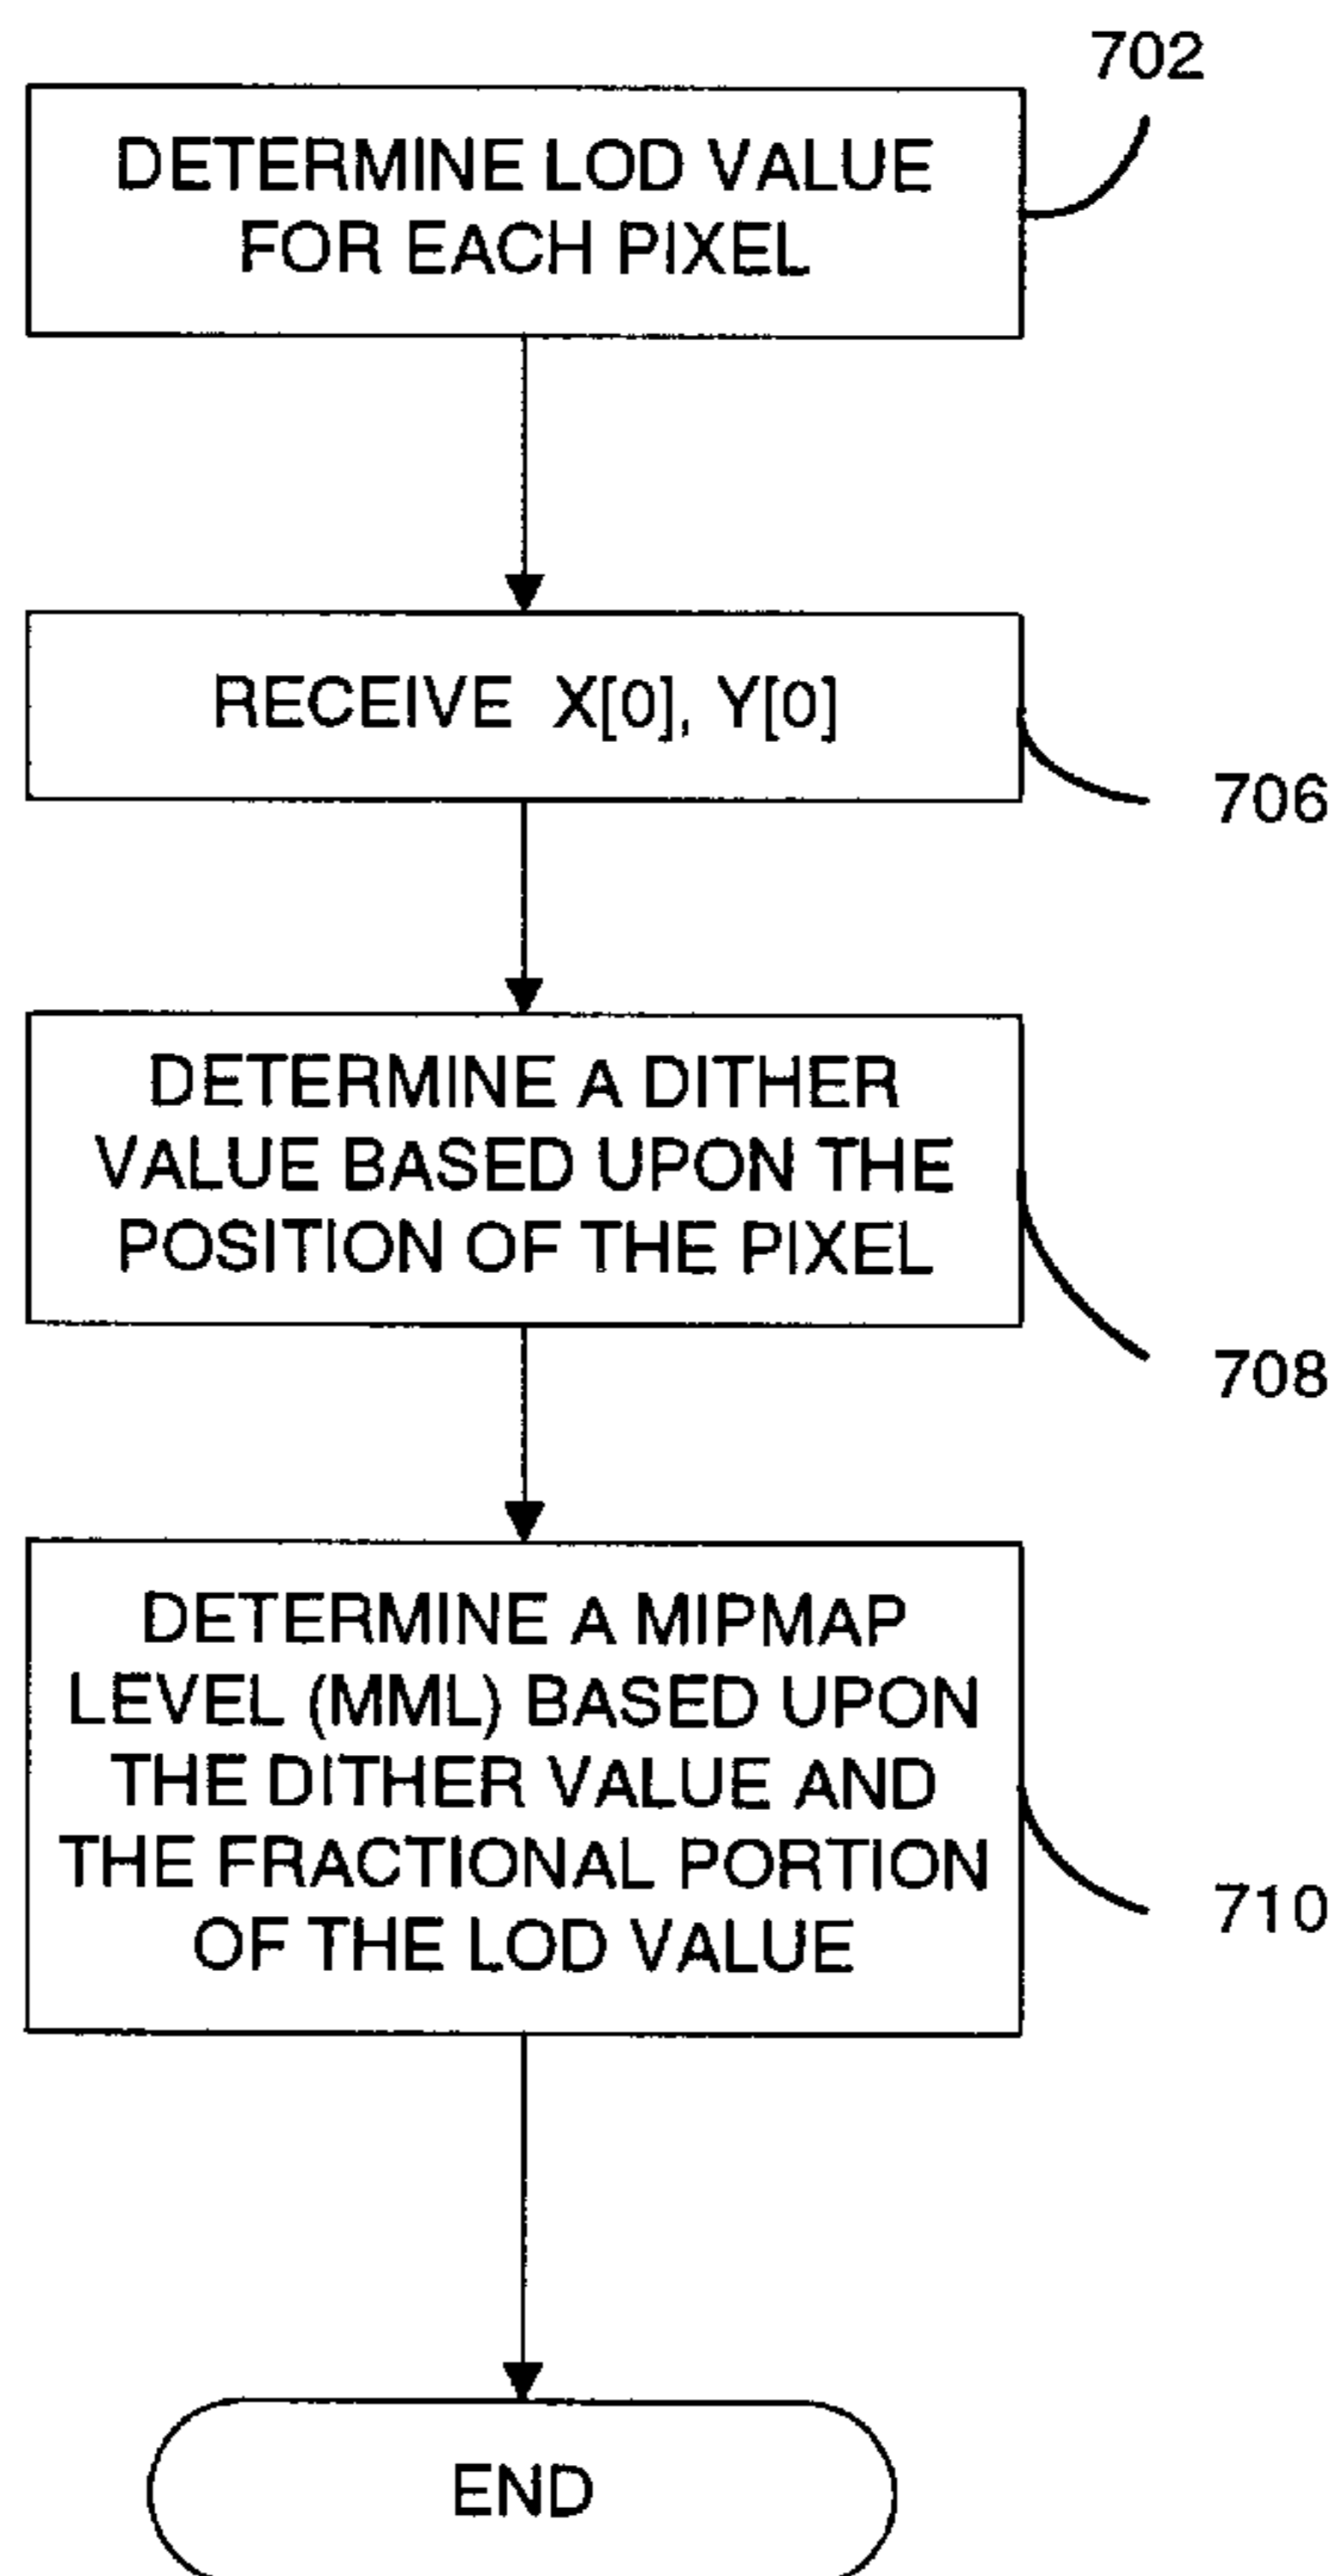 702
DETERMINE LOD VALUE
FOR EACH PIXEL
RECEIVE X[0], Y[0]
706
DETERMINE A DITHER
VALUE BASED UPON THE
POSITION OF THE PIXEL
708
DETERMINE A MIPMAP
LEVEL (MML) BASED UPON
THE DITHER VALUE AND
THE FRACTIONAL PORTION
OF THE LOD VALUE
710
END